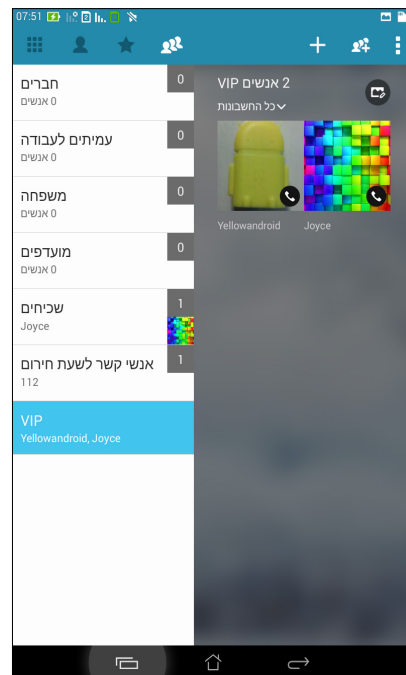 07:51
0
חברים
0 אנשים
0
עמיתים לעבודה
0 אנשים
0
משפחה
0 אנשים
0
מועדפים
0 אנשים
1
שכיחים
Joyce
1
אנשי קשר לשעת חירום
112
VIP
Yellowandroid, Joyce
2 אנשים VIP
כל החשבונות
Yellowandroid
Joyce